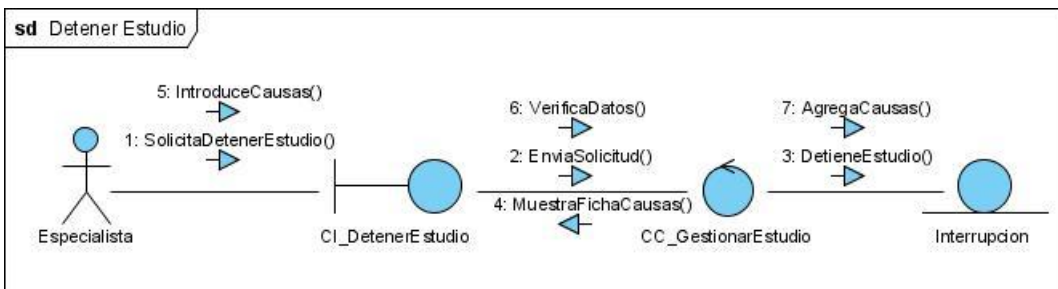 sd Detener Estudio
5: IntroduceCausas()
6: VerificaDatos()
7: AgregaCausas()
1: SolicitaDetenerEstudio()
2: EnviaSolicitud()
3: DetieneEstudio()
4: MuestraFichaCausas()
Especialista
CI_DetenerEstudio
CC_GestionarEstudio
Interrupcion